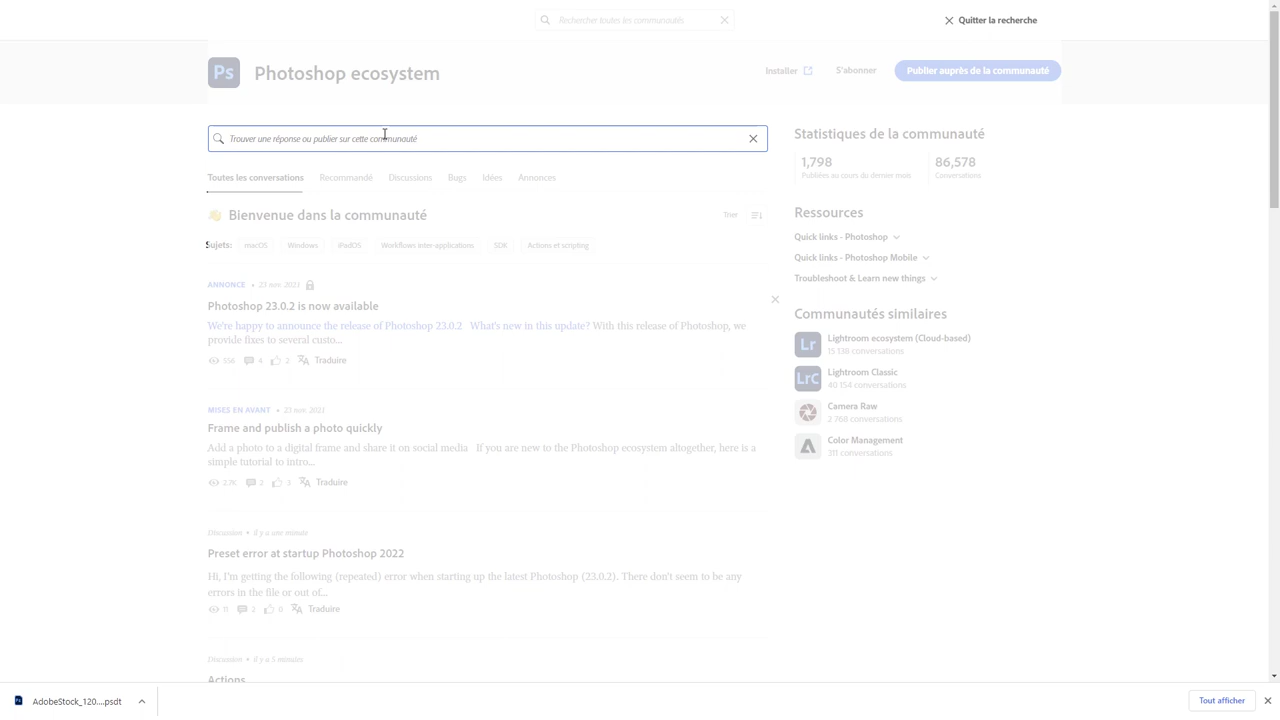 Rechercher toutes les communautés
Quitter la recherche
Ps Photoshop ecosystem
Installer
S'abonner
Publier auprès de la communauté
Trouver une réponse ou publier sur cette communauté
Toutes les conversations Recommandé Discussions Bugs Idées Annonces
Bienvenue dans la communauté
Trier
Sujets: macOS Windows iPadOS Workflows inter-applications SDK Actions et scripting
ANNONCE • 23 nov. 2021
Photoshop 23.0.2 is now available
We're happy to announce the release of Photoshop 23.0.2 What's new in this update? With this release of Photoshop, we
provide fixes to several custo...
556 4 2 Traduire
MISES EN AVANT • 23 nov. 2021
Frame and publish a photo quickly
Add a photo to a digital frame and share it on social media If you are new to the Photoshop ecosystem altogether, here is a
simple tutorial to intro...
2.7K 2 3 Traduire
Discussion • il y a une minute
Preset error at startup Photoshop 2022
Hi, I'm getting the following (repeated) error when starting up the latest Photoshop (23.0.2). There don't seem to be any
errors in the file or out of...
11 2 0 Traduire
Discussion • il y a 5 minutes
Actions
Statistiques de la communauté
1,798 86,578
Publiées au cours du dernier mois Conversations
Ressources
Quick links - Photoshop
Quick links - Photoshop Mobile
Troubleshoot & Learn new things
Communautés similaires
Lr Lightroom ecosystem (Cloud-based)
15 138 conversations
LrC Lightroom Classic
40 154 conversations
Camera Raw
2 768 conversations
Color Management
311 conversations
AdobeStock_120....psdt
Tout afficher